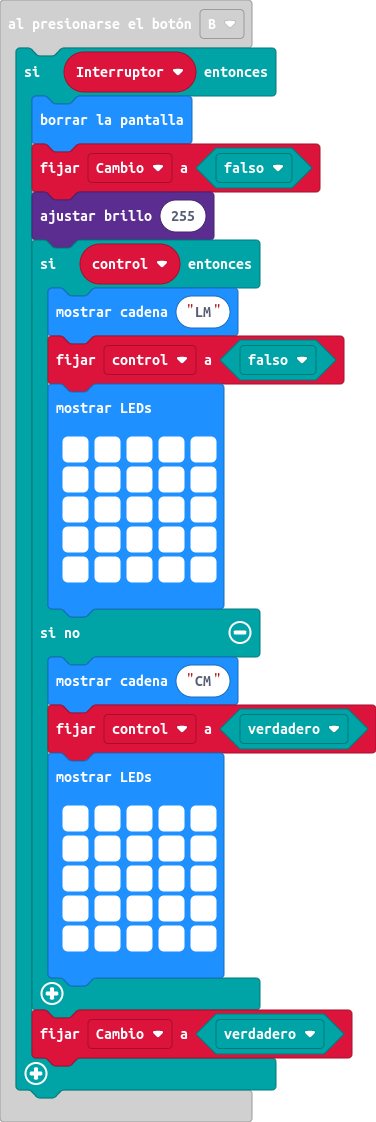 al presionarse el botón B
si Interruptor entonces
borrar la pantalla
fijar Cambio a falso
ajustar brillo 255
si control entonces
mostrar cadena "LM"
fijar control a falso
mostrar LEDs
si no
mostrar cadena "CM"
fijar control a verdadero
mostrar LEDs
fijar Cambio a verdadero